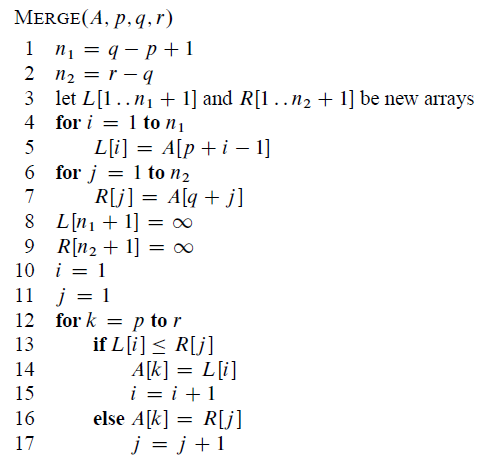 MERGE(A, p, q, r)
1 n₁ = q − p + 1
2 n₂ = r − q
3 let L[1 . . n₁ + 1] and R[1 . . n₂ + 1] be new arrays
4 for i = 1 to n₁
5 L[i] = A[p + i − 1]
6 for j = 1 to n₂
7 R[j] = A[q + j]
8 L[n₁ + 1] = ∞
9 R[n₂ + 1] = ∞
10 i = 1
11 j = 1
12 for k = p to r
13 if L[i] ≤ R[j]
14 A[k] = L[i]
15 i = i + 1
16 else A[k] = R[j]
17 j = j + 1